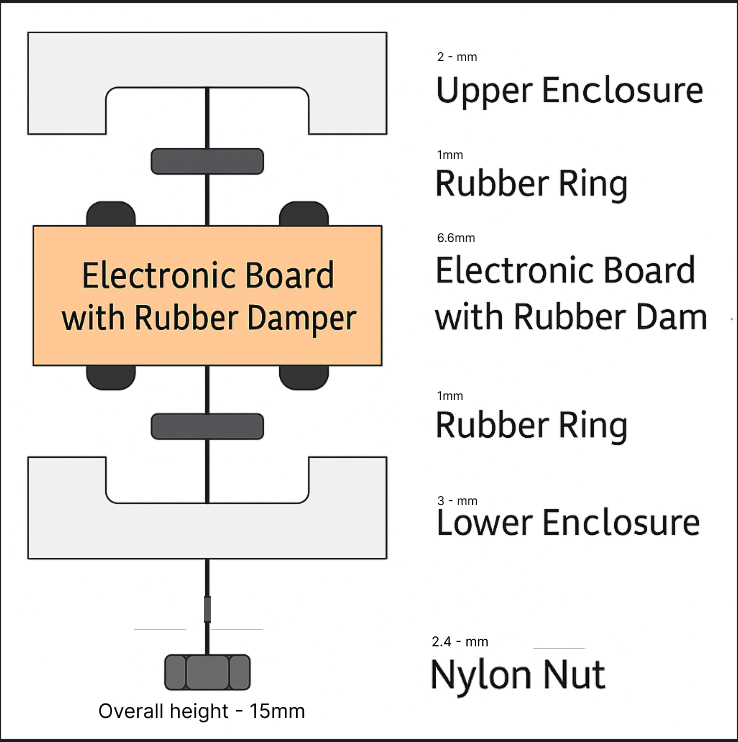 2 - mm
Upper Enclosure
1mm
Rubber Ring
6.6mm
Electronic Board
with Rubber Damper
Electronic Board
with Rubber Dam
1mm
Rubber Ring
3 - mm
Lower Enclosure
2.4 - mm
Nylon Nut
Overall height - 15mm